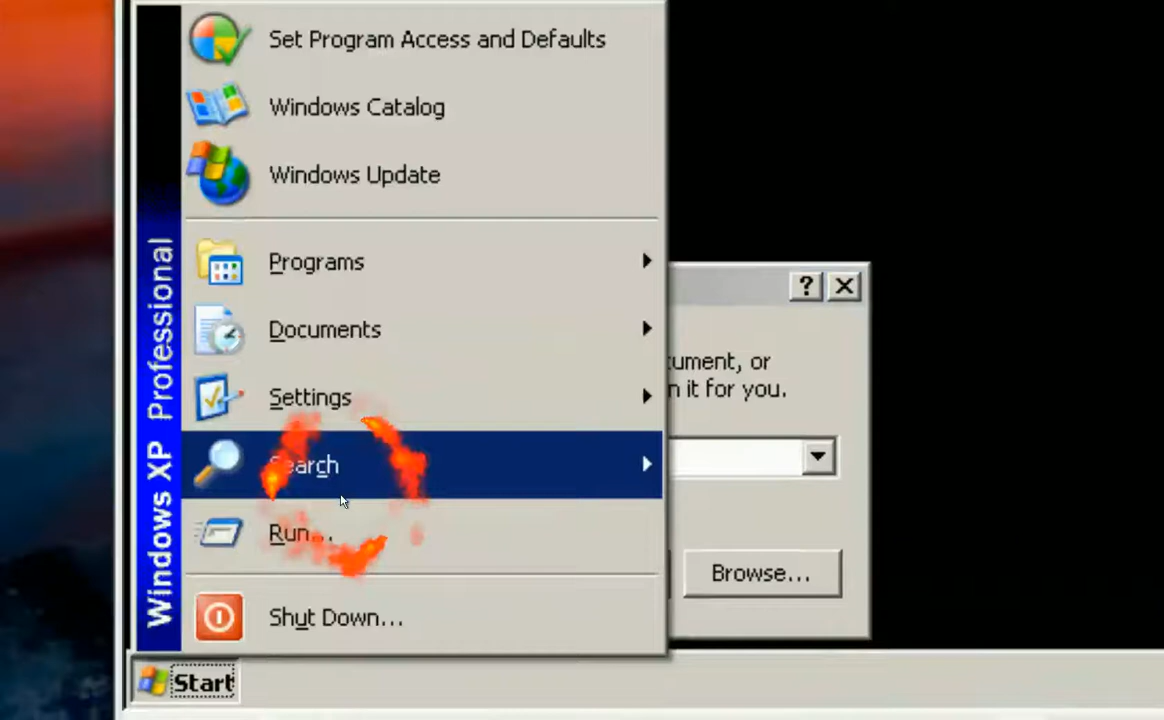 Set Program Access and Defaults
Windows Catalog
Windows Update
Programs
Documents
Settings
Search
Run...
Shut Down...
Windows XP Professional
?
cument, or
n it for you.
Browse...
Start